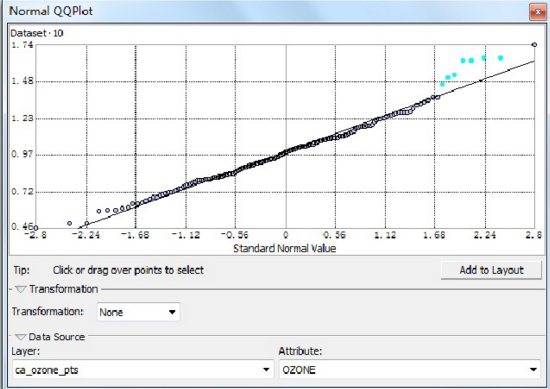 Normal QQPlot
Dataset·10
1.74
1.48
1.23
0.97
0.72
0.46
-2.8 -2.24 -1.68 -1.12 -0.56 0 0.56 1.12 1.68 2.24 2.8
Standard Normal Value
Tip: Click or drag over points to select
Add to Layout
Transformation
Transformation: None
Data Source
Layer: Attribute:
ca_ozone_pts OZONE